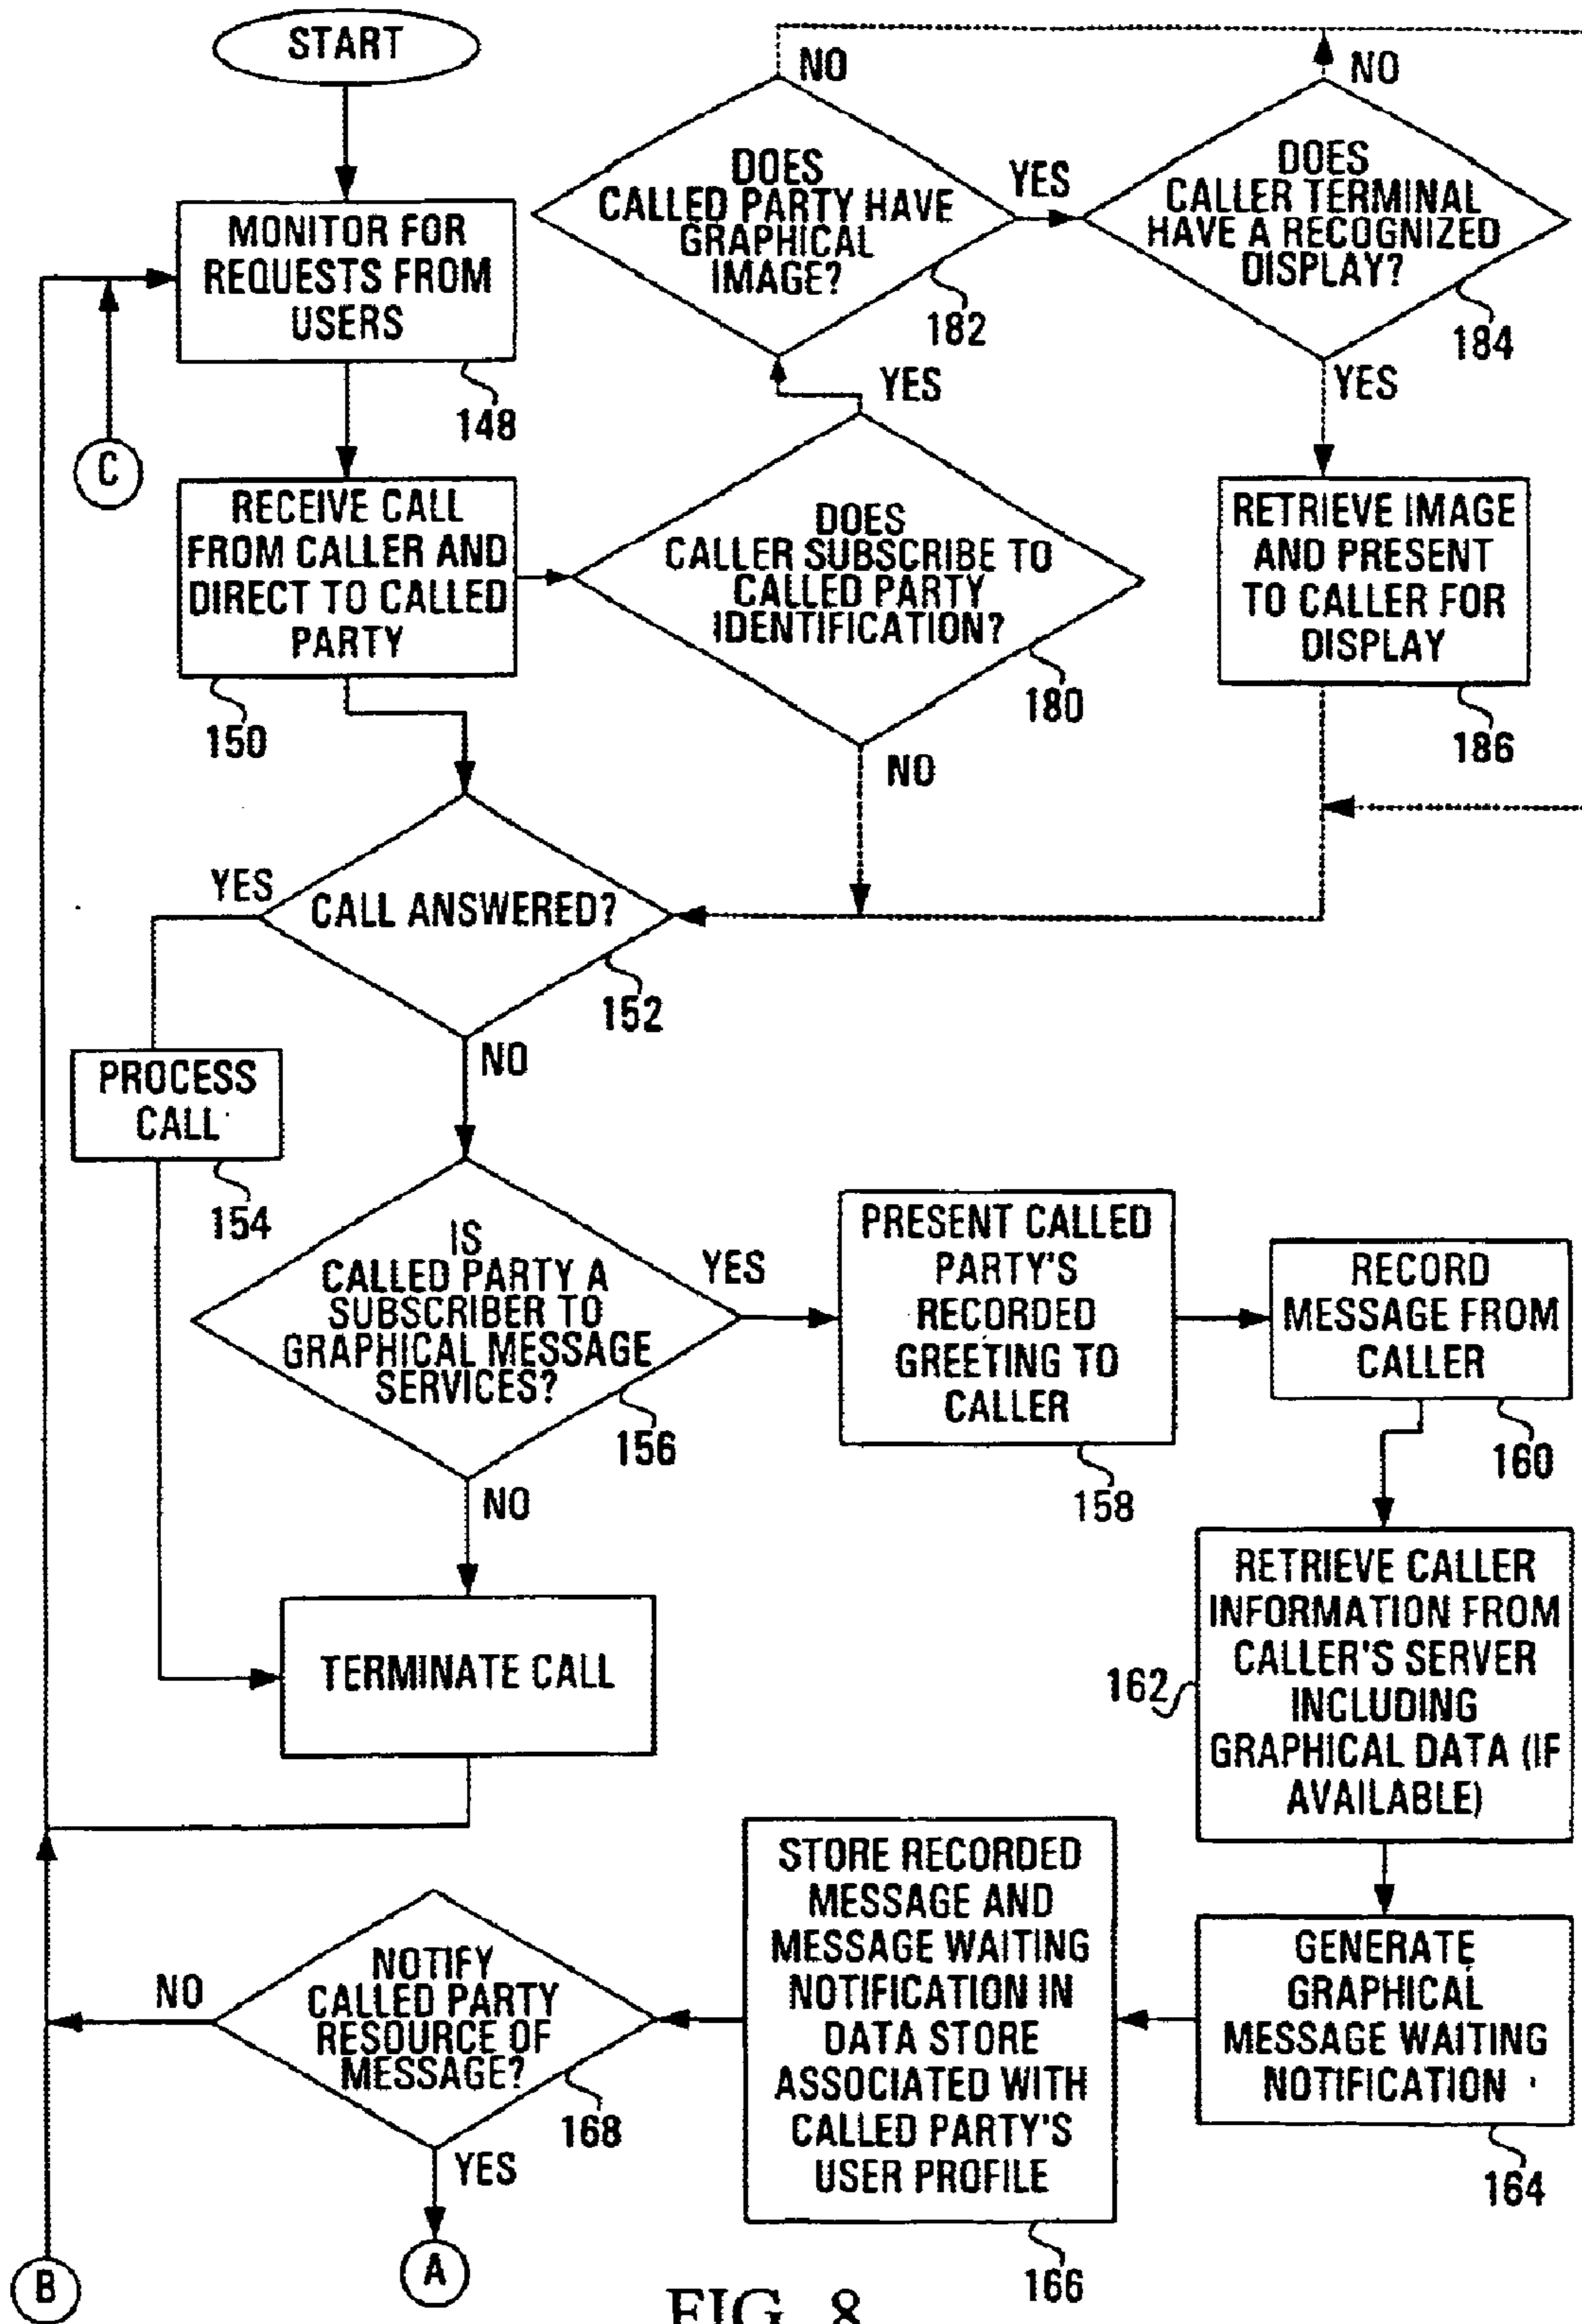 START
MONITOR FOR
REQUESTS FROM
USERS
148
C
RECEIVE CALL
FROM CALLER AND
DIRECT TO CALLED
PARTY
150
DOES
CALLER SUBSCRIBE TO
CALLED PARTY
IDENTIFICATION?
180
YES
NO
DOES
CALLED PARTY HAVE
GRAPHICAL
IMAGE?
182
NO
YES
DOES
CALLER TERMINAL
HAVE A RECOGNIZED
DISPLAY?
184
NO
YES
RETRIEVE IMAGE
AND PRESENT
TO CALLER FOR
DISPLAY
186
CALL ANSWERED?
152
YES
NO
PROCESS
CALL
154
IS
CALLED PARTY A
SUBSCRIBER TO
GRAPHICAL MESSAGE
SERVICES?
156
YES
NO
PRESENT CALLED
PARTY'S
RECORDED
GREETING TO
CALLER
158
RECORD
MESSAGE FROM
CALLER
160
TERMINATE CALL
RETRIEVE CALLER
INFORMATION FROM
CALLER'S SERVER
INCLUDING
GRAPHICAL DATA (IF
AVAILABLE)
162
GENERATE
GRAPHICAL
MESSAGE WAITING
NOTIFICATION
164
STORE RECORDED
MESSAGE AND
MESSAGE WAITING
NOTIFICATION IN
DATA STORE
ASSOCIATED WITH
CALLED PARTY'S
USER PROFILE
166
NOTIFY
CALLED PARTY
RESOURCE OF
MESSAGE?
168
NO
YES
A
B
FIG. 8